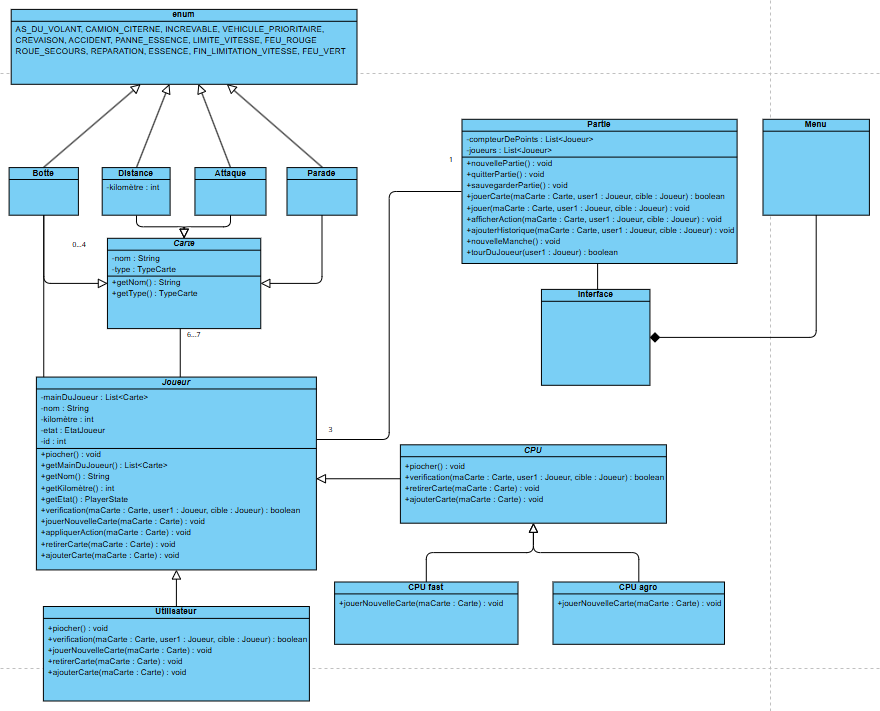 enum
AS_DU_VOLANT, CAMION_CITERNE, INCREVABLE, VEHICULE_PRIORITAIRE,
CREVAISON, ACCIDENT, PANNE_ESSENCE, LIMITE_VITESSE, FEU_ROUGE
ROUE_SECOURS, REPARATION, ESSENCE, FIN_LIMITATION_VITESSE, FEU_VERT
Botte
Distance
-kilomètre : int
Attaque
Parade
Partie
-compteurDePoints : List<Joueur>
-joueurs : List<Joueur>
+nouvellePartie() : void
+quitterPartie() : void
+sauvegarderPartie() : void
+jouerCarte(maCarte : Carte, user1 : Joueur, cible : Joueur) : boolean
+jouer(maCarte : Carte, user1 : Joueur, cible : Joueur) : void
+afficherAction(maCarte : Carte, user1 : Joueur, cible : Joueur) : void
+ajouterHistorique(maCarte : Carte, user1 : Joueur, cible : Joueur) : void
+nouvelleManche() : void
+tourDuJoueur(user1 : Joueur) : boolean
Menu
1
0...4
Carte
-nom : String
-type : TypeCarte
+getNom() : String
+getType() : TypeCarte
6...7
Interface
Joueur
-mainDuJoueur : List<Carte>
-nom : String
-kilomètre : int
-etat : EtatJoueur
-id : int
+piocher() : void
+getMainDuJoueur() : List<Carte>
+getNom() : String
+getKilomètre() : int
+getEtat() : PlayerState
+verification(maCarte : Carte, user1 : Joueur, cible : Joueur) : boolean
+jouerNouvelleCarte(maCarte : Carte) : void
+appliquerAction(maCarte : Carte) : void
+retirerCarte(maCarte : Carte) : void
+ajouterCarte(maCarte : Carte) : void
3
CPU
+piocher() : void
+verification(maCarte : Carte, user1 : Joueur, cible : Joueur) : boolean
+retirerCarte(maCarte : Carte) : void
+ajouterCarte(maCarte : Carte) : void
CPU fast
+jouerNouvelleCarte(maCarte : Carte) : void
CPU agro
+jouerNouvelleCarte(maCarte : Carte) : void
Utilisateur
+piocher() : void
+verification(maCarte : Carte, user1 : Joueur, cible : Joueur) : boolean
+jouerNouvelleCarte(maCarte : Carte) : void
+retirerCarte(maCarte : Carte) : void
+ajouterCarte(maCarte : Carte) : void